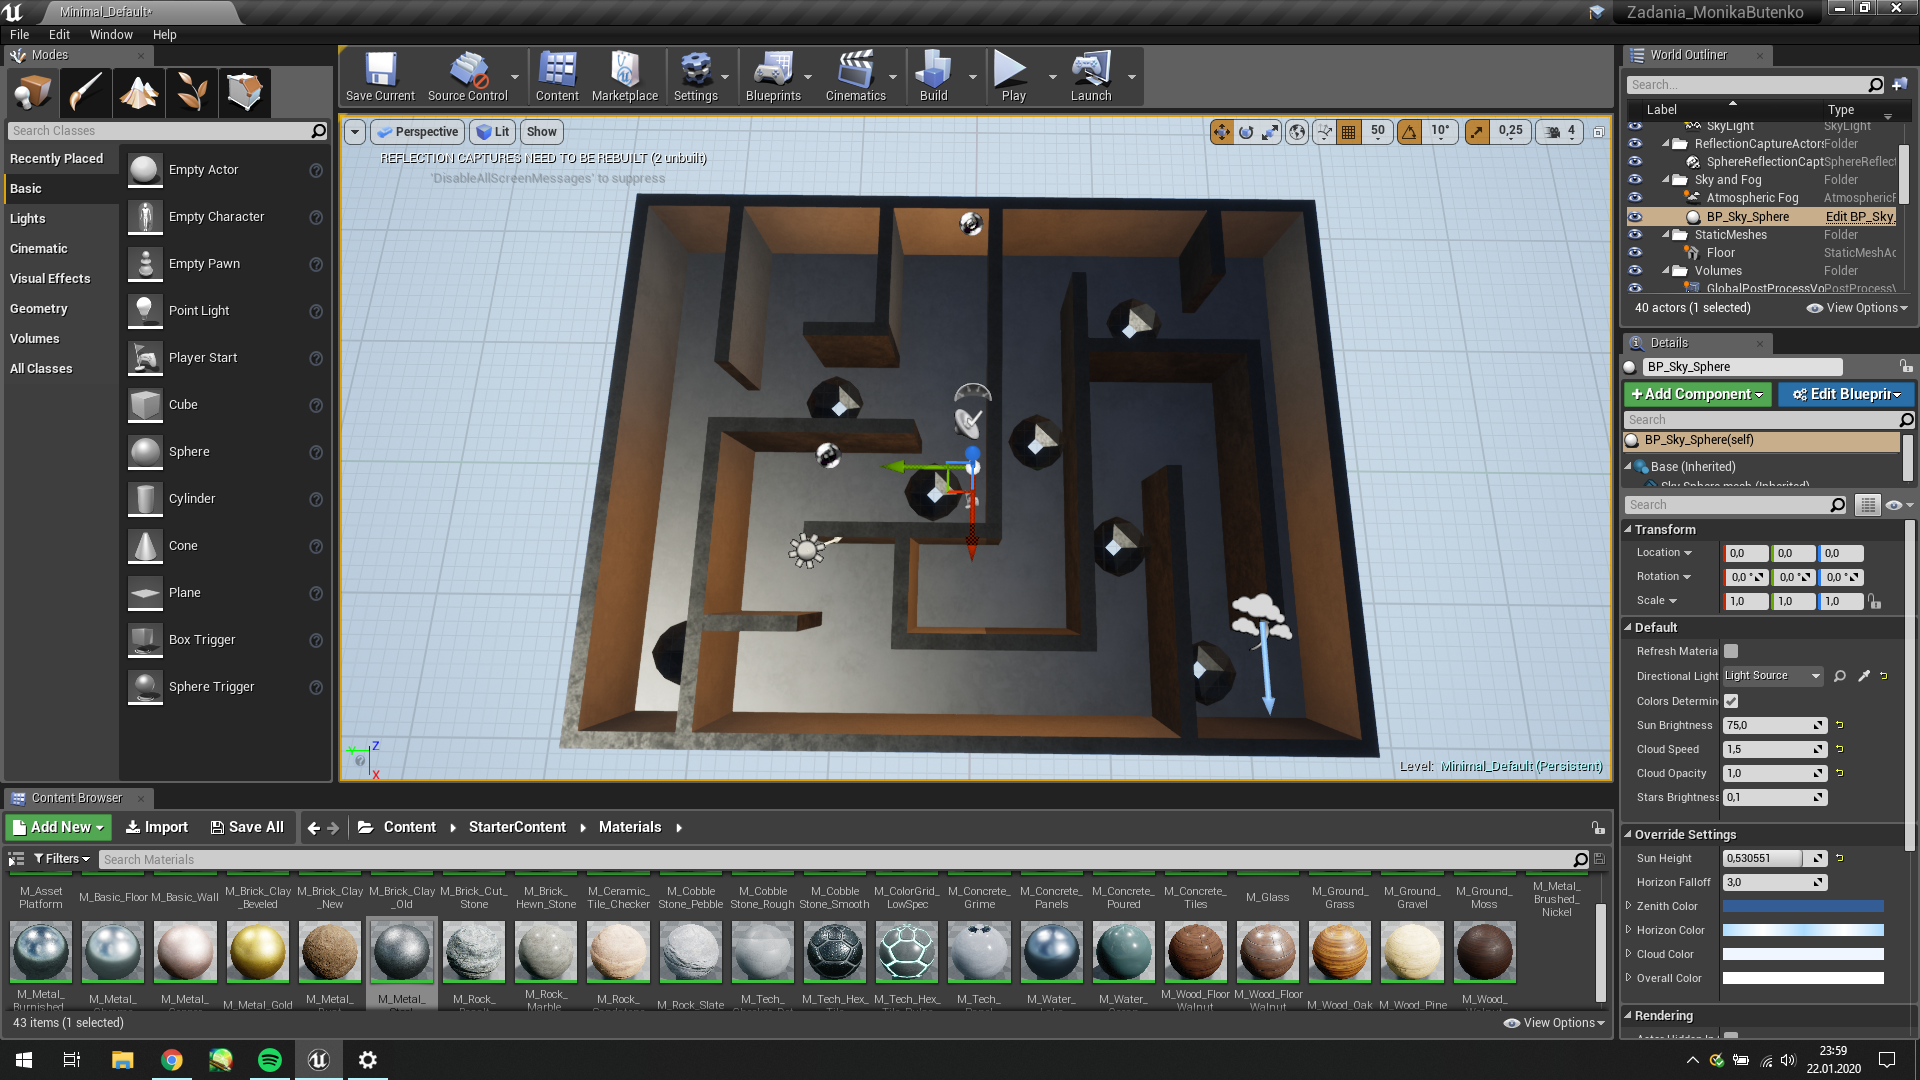 Minimal_Default*
Zadania_MonikaButenko
File Edit Window Help
Modes
Search Classes
Recently Placed
Basic
Lights
Cinematic
Visual Effects
Geometry
Volumes
All Classes
Empty Actor
Empty Character
Empty Pawn
Point Light
Player Start
Cube
Sphere
Cylinder
Cone
Plane
Box Trigger
Sphere Trigger
Save Current Source Control Content Marketplace Settings Blueprints Cinematics Build Play Launch
Perspective Lit Show
50 10° 0,25 4
REFLECTION CAPTURES NEED TO BE REBUILT (2 unbuilt)
'DisableAllScreenMessages' to suppress
Z
Y
X
Level: Minimal_Default (Persistent)
World Outliner
Search...
Label Type
SkyLight SkyLight
ReflectionCaptureActors Folder
SphereReflectionCapt SphereReflect
Sky and Fog Folder
Atmospheric Fog AtmosphericF
BP_Sky_Sphere Edit BP_Sky_
StaticMeshes Folder
Floor StaticMeshAc
Volumes Folder
GlobalPostProcessVo PostProcessV
40 actors (1 selected) View Options
Details
BP_Sky_Sphere
Add Component Edit Blueprin
Search
BP_Sky_Sphere(self)
Base (Inherited)
Sky Sphere mesh (Inherited)
Search
Transform
Location 0,0 0,0 0,0
Rotation 0,0 ° 0,0 ° 0,0 °
Scale 1,0 1,0 1,0
Default
Refresh Materia
Directional Light Light Source
Colors Determin
Sun Brightness 75,0
Cloud Speed 1,5
Cloud Opacity 1,0
Stars Brightness 0,1
Override Settings
Sun Height 0,530551
Horizon Falloff 3,0
Zenith Color
Horizon Color
Cloud Color
Overall Color
Rendering
Content Browser
Add New Import Save All Content StarterContent Materials
Filters Search Materials
M_Asset Platform
M_Basic_Floor
M_Basic_Wall
M_Brick_Clay_Beveled
M_Brick_Clay_New
M_Brick_Clay_Old
M_Brick_Cut_Stone
M_Brick_Hewn_Stone
M_Ceramic_Tile_Checker
M_Cobble Stone_Pebble
M_Cobble Stone_Rough
M_Cobble Stone_Smooth
M_ColorGrid_LowSpec
M_Concrete_Grime
M_Concrete_Panels
M_Concrete_Poured
M_Concrete_Tiles
M_Glass
M_Ground_Grass
M_Ground_Gravel
M_Ground_Moss
M_Metal_Brushed_Nickel
M_Metal_Burnished
M_Metal_
M_Metal_
M_Metal_Gold
M_Metal_
M_Metal_
M_Rock_
M_Rock_Marble
M_Rock_
M_Rock_Slate
M_Tech_
M_Tech_Hex_
M_Tech_Hex_
M_Tech_
M_Water_
M_Water_
M_Wood_Floor
M_Wood_Floor
M_Wood_Oak
M_Wood_Pine
M_Wood_
43 items (1 selected) View Options
23:59
22.01.2020